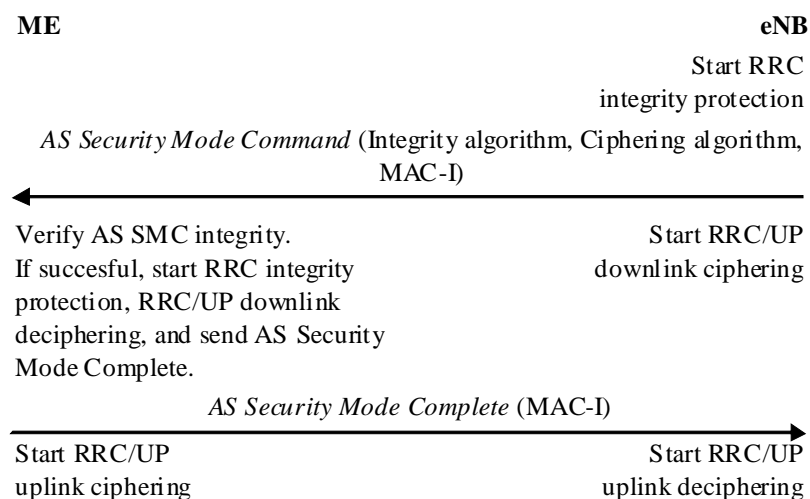 ME
eNB
Start RRC
integrity protection
AS Security Mode Command (Integrity algorithm, Ciphering algorithm,
MAC-I)
Verify AS SMC integrity.
If succesful, start RRC integrity
protection, RRC/UP downlink
deciphering, and send AS Security
Mode Complete.
Start RRC/UP
downlink ciphering
AS Security Mode Complete (MAC-I)
Start RRC/UP
uplink ciphering
Start RRC/UP
uplink deciphering